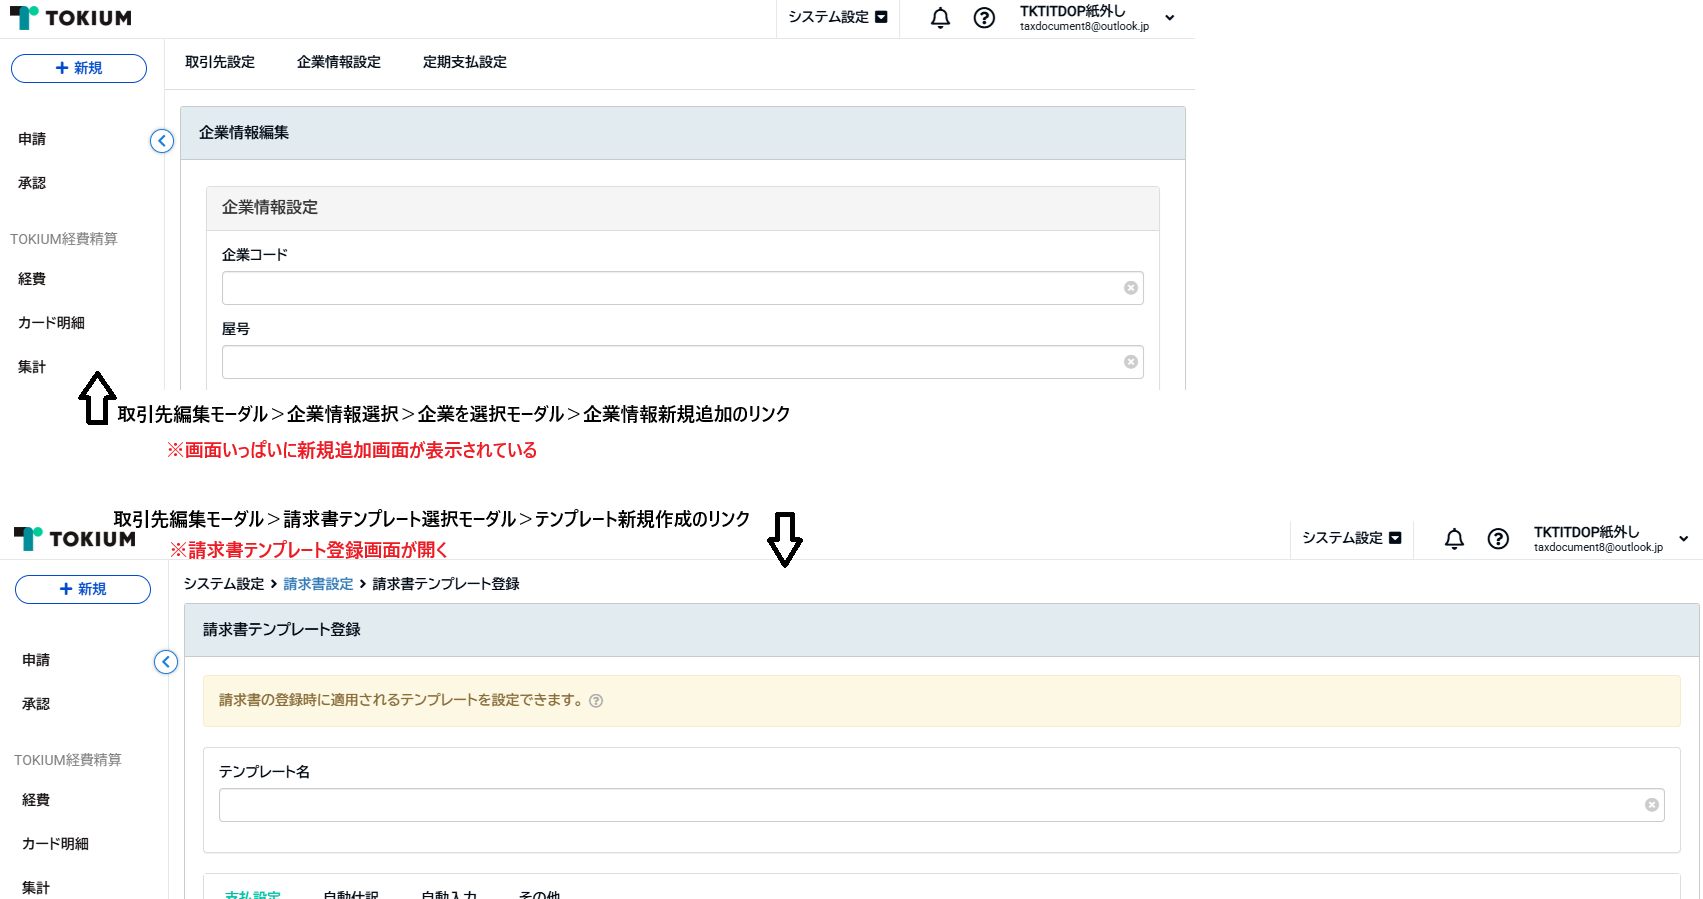 TOKIUM
システム設定
TKTITDOP紙外し
taxdocument8@outlook.jp
新規
取引先設定 企業情報設定 定期支払設定
企業情報編集
申請
承認
企業情報設定
TOKIUM経費精算
企業コード
経費
カード明細
屋号
集計
取引先編集モーダル＞企業情報選択＞企業を選択モーダル＞企業情報新規追加のリンク
※画面いっぱいに新規追加画面が表示されている
取引先編集モーダル＞請求書テンプレート選択モーダル＞テンプレート新規作成のリンク
※請求書テンプレート登録画面が開く
TOKIUM
システム設定
TKTITDOP紙外し
taxdocument8@outlook.jp
新規
システム設定 > 請求書設定 > 請求書テンプレート登録
請求書テンプレート登録
申請
承認
請求書の登録時に適用されるテンプレートを設定できます。
TOKIUM経費精算
テンプレート名
経費
カード明細
集計
支払設定 自動仕訳 自動入力 その他